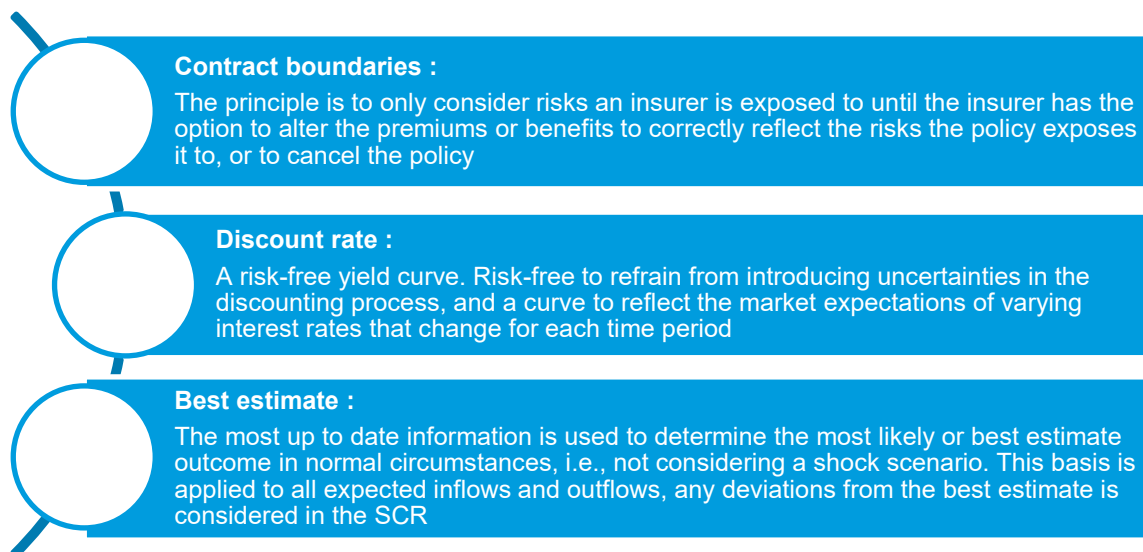 Contract boundaries :
The principle is to only consider risks an insurer is exposed to until the insurer has the
option to alter the premiums or benefits to correctly reflect the risks the policy exposes
it to, or to cancel the policy
Discount rate :
A risk-free yield curve. Risk-free to refrain from introducing uncertainties in the
discounting process, and a curve to reflect the market expectations of varying
interest rates that change for each time period
Best estimate :
The most up to date information is used to determine the most likely or best estimate
outcome in normal circumstances, i.e., not considering a shock scenario. This basis is
applied to all expected inflows and outflows, any deviations from the best estimate is
considered in the SCR